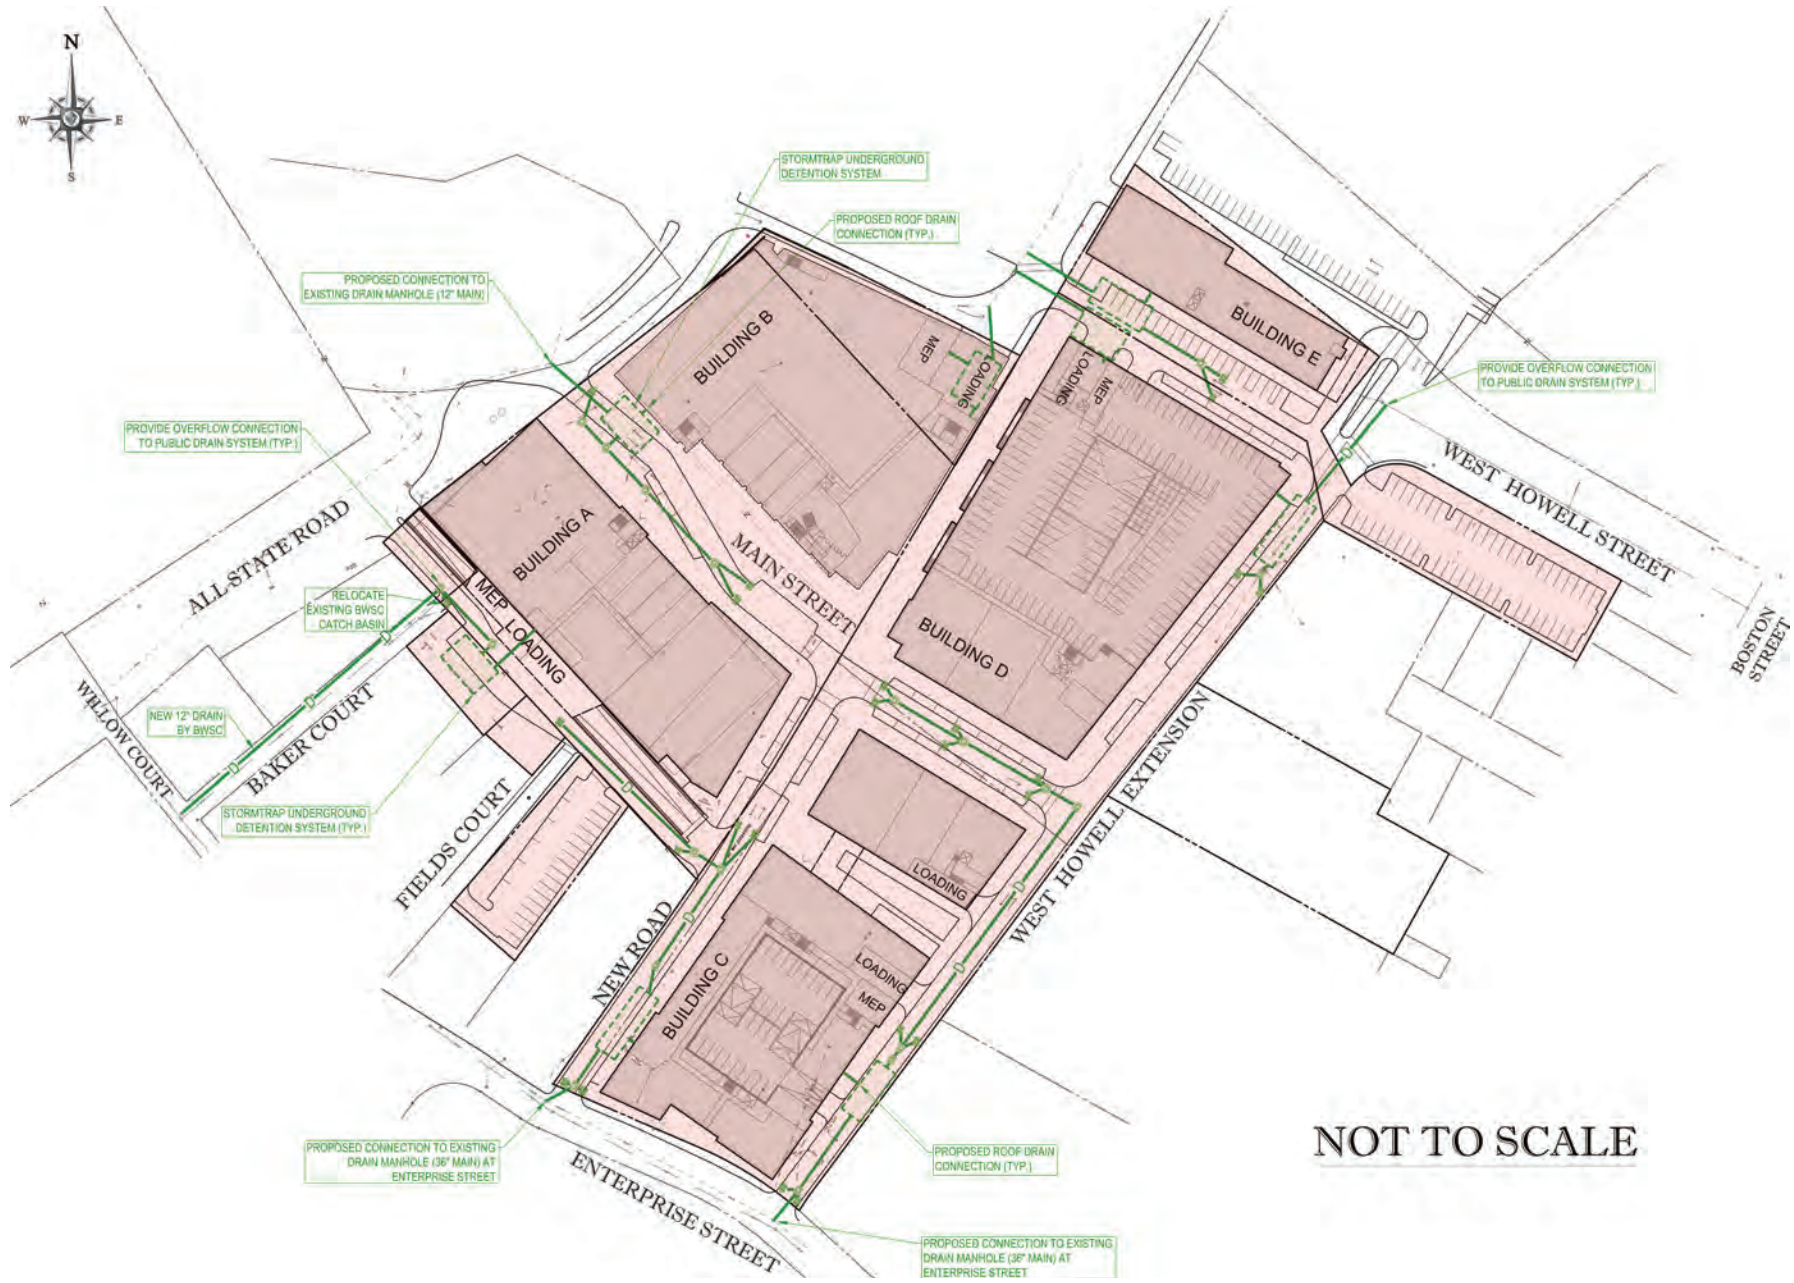 N
W
E
S
STORMTRAP UNDERGROUND
DETENTION SYSTEM
PROPOSED ROOF DRAIN
CONNECTION (TYP.)
PROPOSED CONNECTION TO
EXISTING DRAIN MANHOLE (12" MAIN)
BUILDING B
MEP
LOADING
BUILDING E
LOADING
MEP
PROVIDE OVERFLOW CONNECTION
TO PUBLIC DRAIN SYSTEM (TYP.)
PROVIDE OVERFLOW CONNECTION
TO PUBLIC DRAIN SYSTEM (TYP.)
WEST HOWELL STREET
BOSTON
STREET
ALLSTATE ROAD
BUILDING A
MAIN STREET
MEP
LOADING
RELOCATE
EXISTING BWSC
CATCH BASIN
BUILDING D
WILLOW COURT
NEW 12" DRAIN
BY BWSC
BAKER COURT
STORMTRAP UNDERGROUND
DETENTION SYSTEM (TYP.)
FIELDS COURT
WEST HOWELL EXTENSION
LOADING
NEW ROAD
BUILDING C
LOADING
MEP
PROPOSED CONNECTION TO EXISTING
DRAIN MANHOLE (36" MAIN) AT
ENTERPRISE STREET
ENTERPRISE STREET
PROPOSED ROOF DRAIN
CONNECTION (TYP.)
NOT TO SCALE
PROPOSED CONNECTION TO EXISTING
DRAIN MANHOLE (36" MAIN) AT
ENTERPRISE STREET